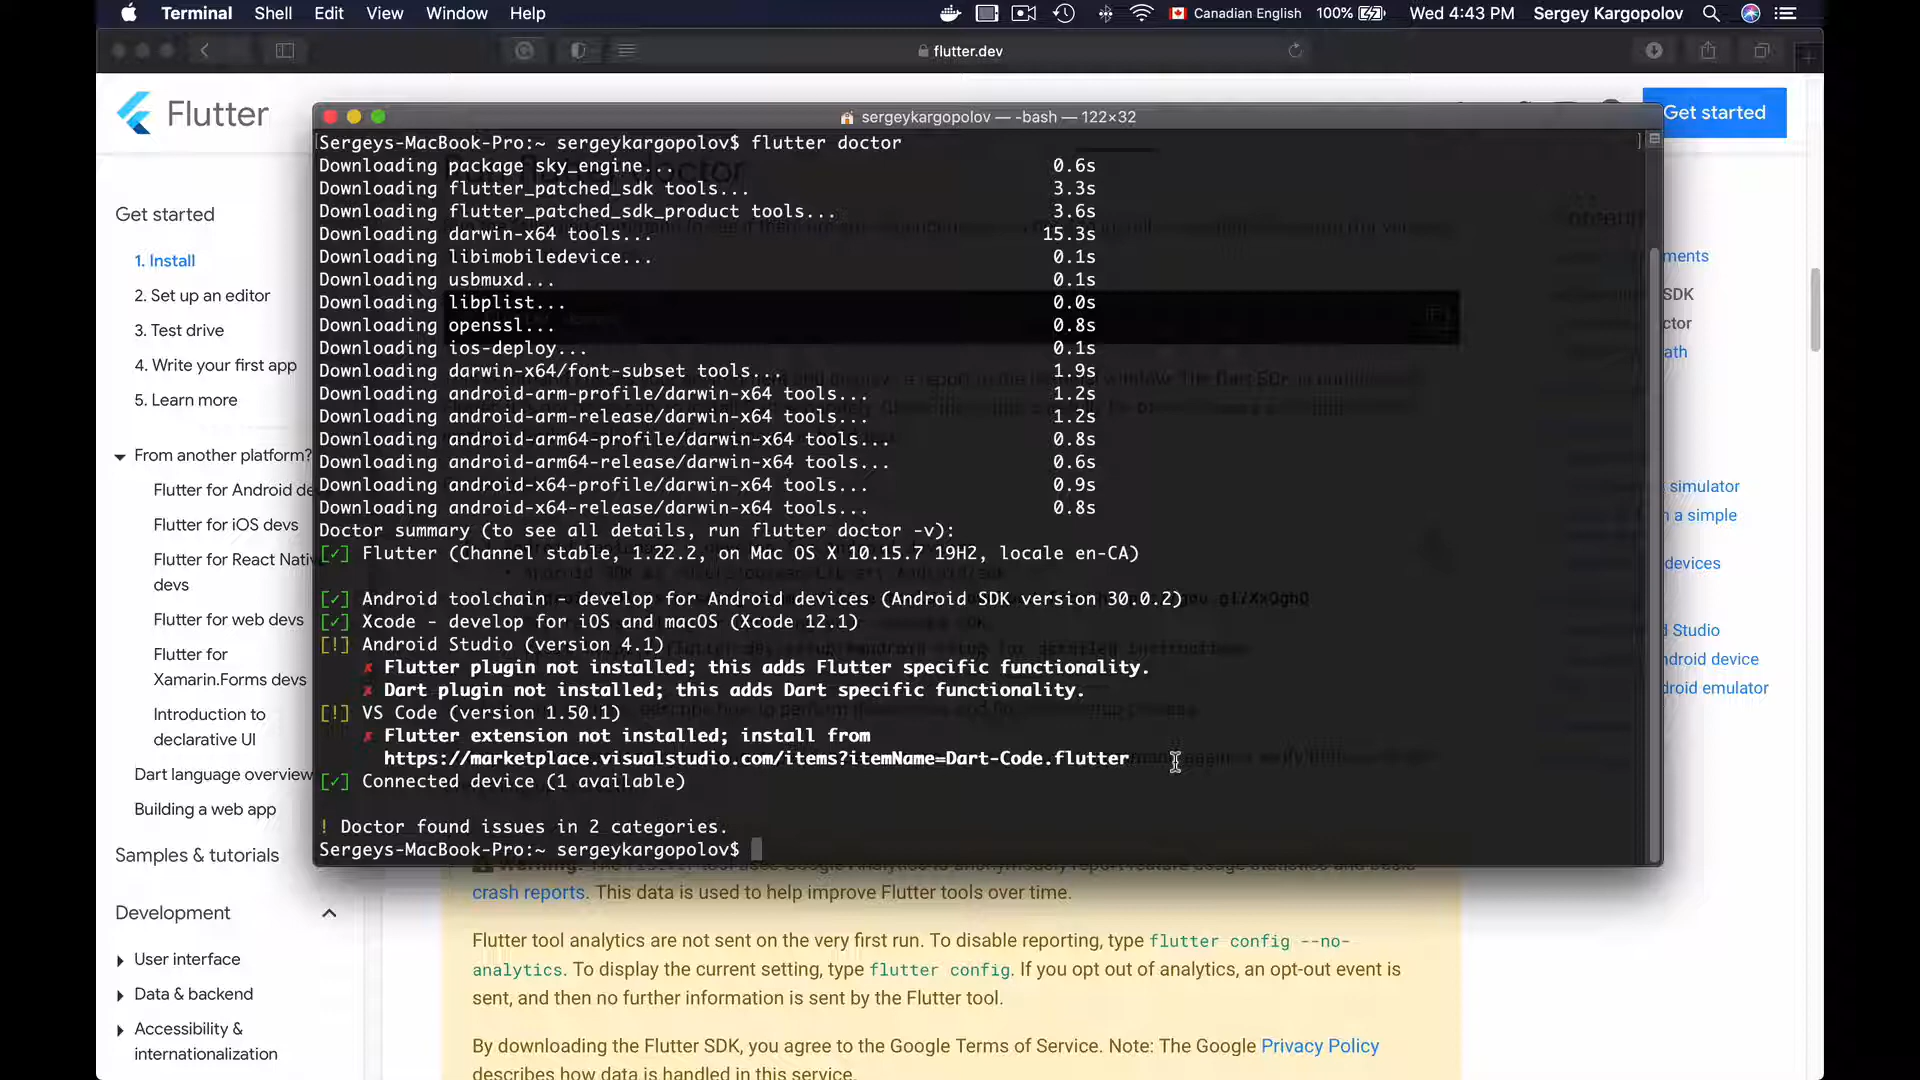 Terminal Shell Edit View Window Help Canadian English 100% Wed 4:43 PM Sergey Kargopolov
flutter.dev
Flutter
Get started
sergeykargopolov — -bash — 122×32
Sergeys-MacBook-Pro:~ sergeykargopolov$ flutter doctor
Downloading package sky_engine... 0.6s
Downloading flutter_patched_sdk tools... 3.3s
Downloading flutter_patched_sdk_product tools... 3.6s
Downloading darwin-x64 tools... 15.3s
Downloading libimobiledevice... 0.1s
Downloading usbmuxd... 0.1s
Downloading libplist... 0.0s
Downloading openssl... 0.8s
Downloading ios-deploy... 0.1s
Downloading darwin-x64/font-subset tools... 1.9s
Downloading android-arm-profile/darwin-x64 tools... 1.2s
Downloading android-arm-release/darwin-x64 tools... 1.2s
Downloading android-arm64-profile/darwin-x64 tools... 0.8s
Downloading android-arm64-release/darwin-x64 tools... 0.6s
Downloading android-x64-profile/darwin-x64 tools... 0.9s
Downloading android-x64-release/darwin-x64 tools... 0.8s
Doctor summary (to see all details, run flutter doctor -v):
[✓] Flutter (Channel stable, 1.22.2, on Mac OS X 10.15.7 19H2, locale en-CA)
[✓] Android toolchain - develop for Android devices (Android SDK version 30.0.2)
[✓] Xcode - develop for iOS and macOS (Xcode 12.1)
[!] Android Studio (version 4.1)
✗ Flutter plugin not installed; this adds Flutter specific functionality.
✗ Dart plugin not installed; this adds Dart specific functionality.
[!] VS Code (version 1.50.1)
✗ Flutter extension not installed; install from
https://marketplace.visualstudio.com/items?itemName=Dart-Code.flutter
[✓] Connected device (1 available)
! Doctor found issues in 2 categories.
Sergeys-MacBook-Pro:~ sergeykargopolov$
Get started
1. Install
2. Set up an editor
3. Test drive
4. Write your first app
5. Learn more
From another platform?
Flutter for Android de
Flutter for iOS devs
Flutter for React Nativ
devs
Flutter for web devs
Flutter for
Xamarin.Forms devs
Introduction to
declarative UI
Dart language overview
Building a web app
Samples & tutorials
Development
User interface
Data & backend
Accessibility &
internationalization
ments
SDK
ctor
ath
simulator
a simple
devices
Studio
ndroid device
droid emulator
crash reports. This data is used to help improve Flutter tools over time.
Flutter tool analytics are not sent on the very first run. To disable reporting, type flutter config --no-
analytics. To display the current setting, type flutter config. If you opt out of analytics, an opt-out event is
sent, and then no further information is sent by the Flutter tool.
By downloading the Flutter SDK, you agree to the Google Terms of Service. Note: The Google Privacy Policy
describes how data is handled in this service.